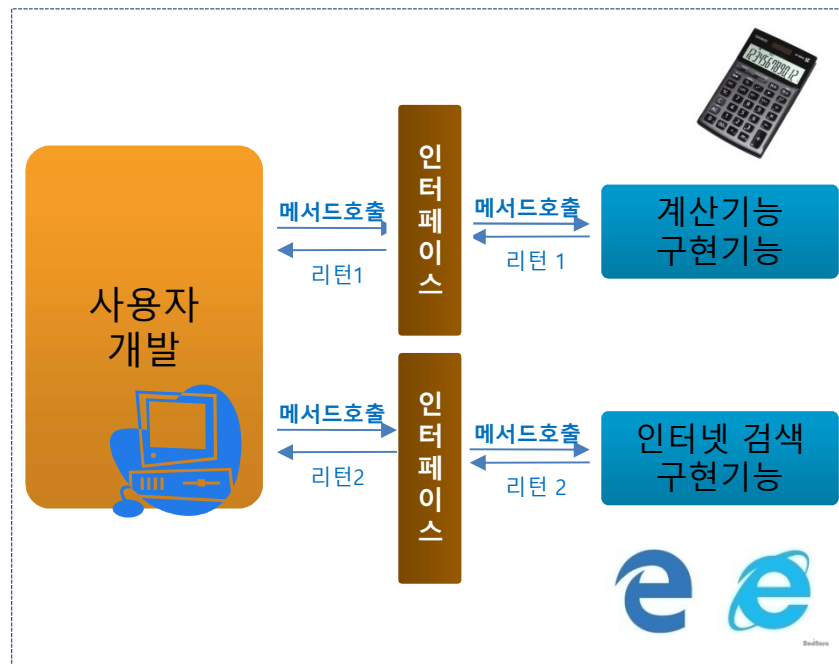 123456789012
인
터
페
이
스
메서드호출
메서드호출
계산기능
구현기능
리턴1
리턴 1
사용자
개발
인
터
페
이
스
메서드호출
메서드호출
인터넷 검색
구현기능
리턴2
리턴 2